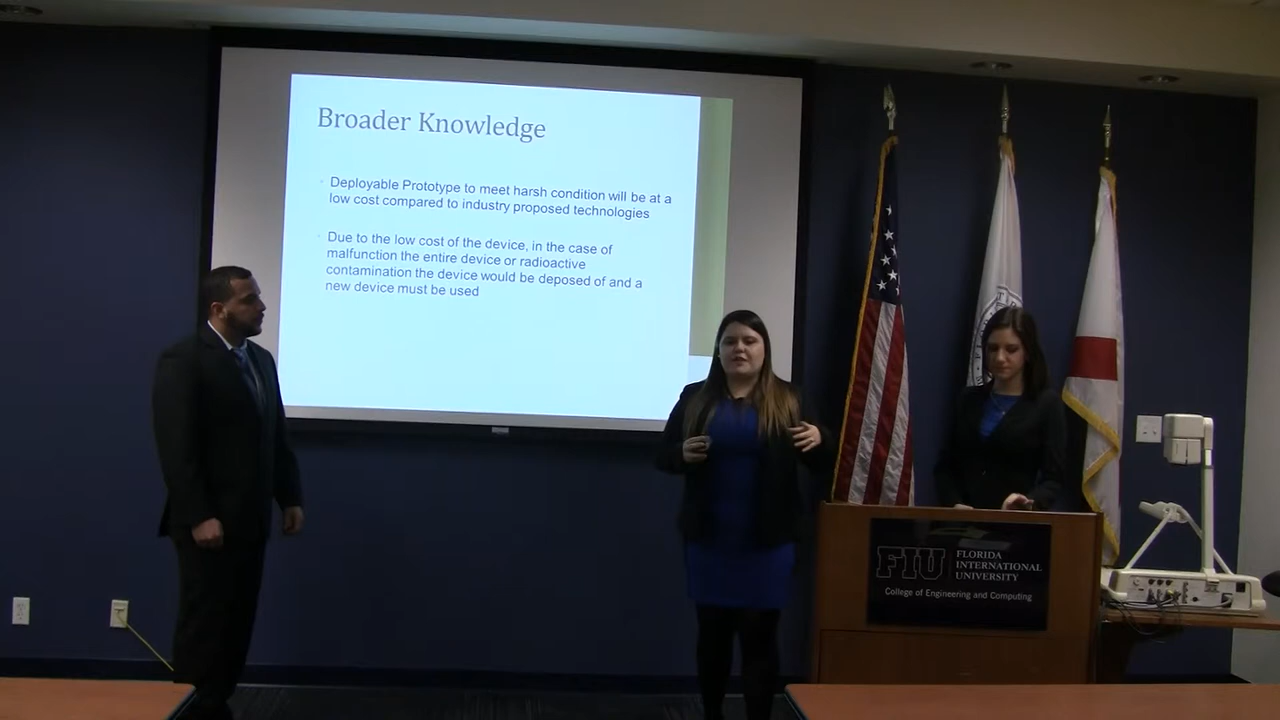 Broader Knowledge
Deployable Prototype to meet harsh condition will be at a
low cost compared to industry proposed technologies
Due to the low cost of the device, in the case of
malfunction the entire device or radioactive
contamination the device would be deposed of and a
new device must be used
FIU
FLORIDA
INTERNATIONAL
UNIVERSITY
College of Engineering and Computing